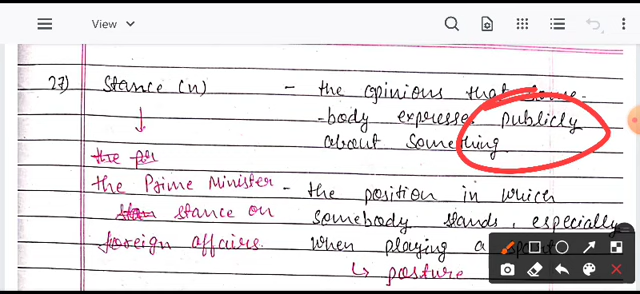 View
27) Stance (n) - the opinions that some-
-body expresses publicly
↓ about something
the per
the Prime Minister - the position in which
stance on somebody stands, especially
foreign affairs. when playing a sport
↳ posture